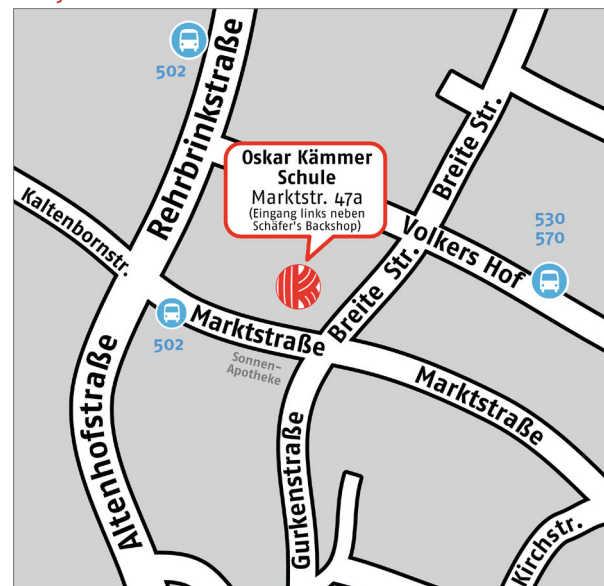 502
Rehrbrinkstraße
Oskar Kämmer
Schule
Marktstr. 47a
(Eingang links neben
Schäfer's Backshop)
Breite Str.
Kaltenbornstr.
Volkers Hof
530
570
Breite Str.
Marktstraße
502
Sonnen-
Apotheke
Marktstraße
Altenhofstraße
Gurkenstraße
Kirchstr.